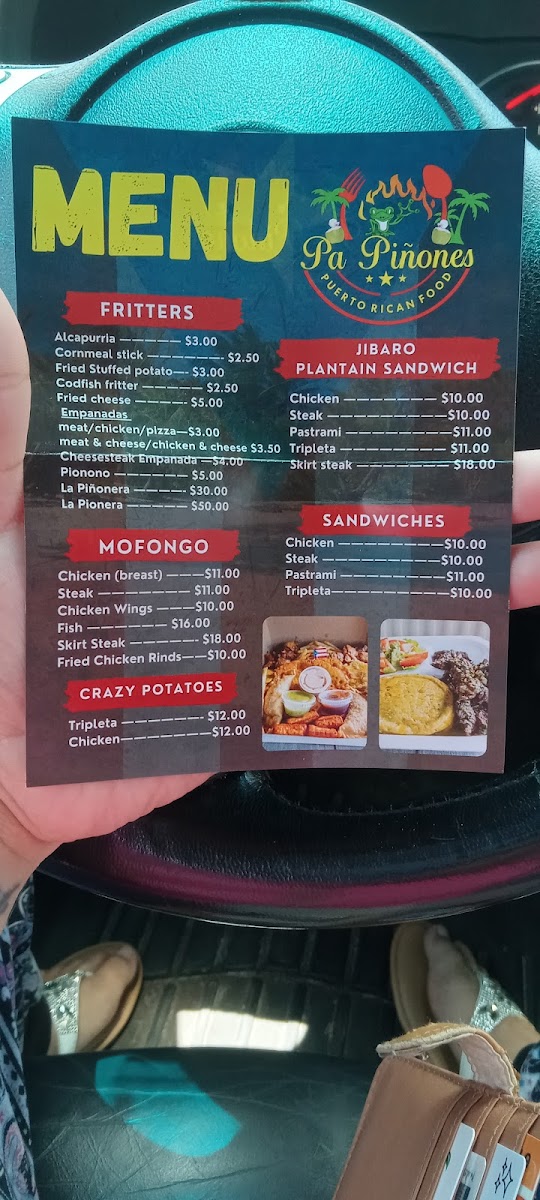 MENU
Pa Piñones
PUERTO RICAN FOOD
FRITTERS
Alcapurria —————— $3.00
Cornmeal stick ———————- $2.50
Fried Stuffed potato—- $3.00
Codfish fritter —————— $2.50
Fried cheese ————- $5.00
Empanadas
meat/chicken/pizza—$3.00
meat & cheese/chicken & cheese $3.50
Cheesesteak Empanada —$4.00
Pionono ——————— $5.00
La Piñonera —————- $30.00
La Pionera —————- $50.00
MOFONGO
Chicken (breast) ———$11.00
Steak ——————— $11.00
Chicken Wings ———$10.00
Fish —————— $16.00
Skirt Steak ——————- $18.00
Fried Chicken Rinds——$10.00
CRAZY POTATOES
Tripleta ——————- $12.00
Chicken———————$12.00
JIBARO
PLANTAIN SANDWICH
Chicken ——————— $10.00
Steak ————————$10.00
Pastrami ———————— $11.00
Tripleta ——————— $11.00
Skirt steak ————————- $18.00
SANDWICHES
Chicken ————————$10.00
Steak ————————$10.00
Pastrami ———————$11.00
Tripleta————————$10.00